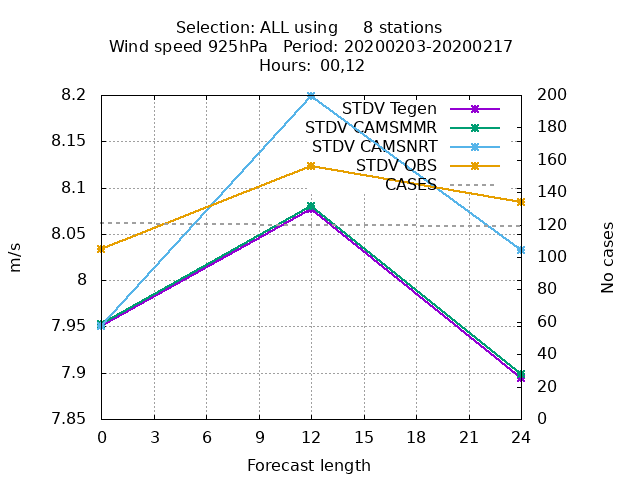 Selection: ALL using 8 stations
Wind speed 925hPa Period: 20200203-20200217
Hours: 00,12
STDV Tegen
STDV CAMSMMR
STDV CAMSNRT
STDV OBS
CASES
8.2
8.15
8.1
8.05
8
7.95
7.9
7.85
m/s
200
180
160
140
120
100
80
60
40
20
0
No cases
0 3 6 9 12 15 18 21 24
Forecast length